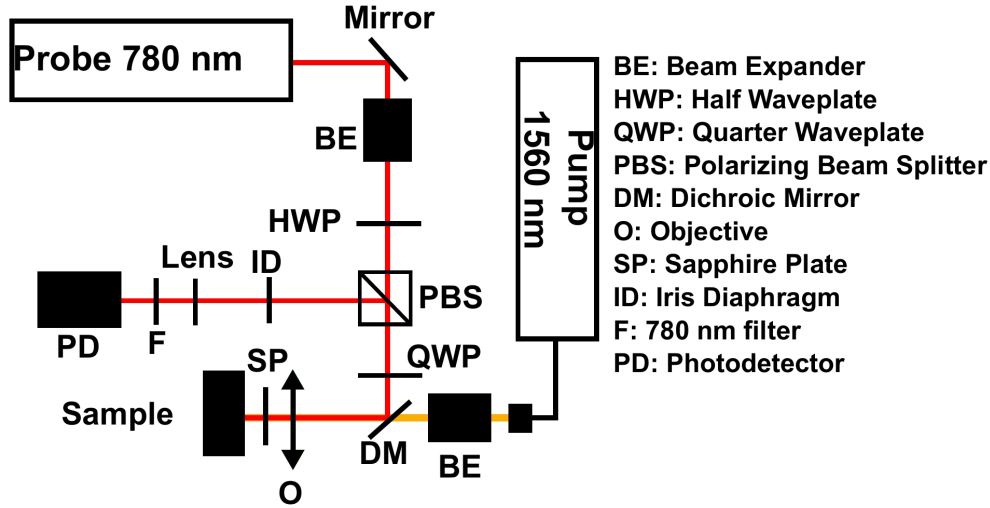 Mirror
Probe 780 nm
BE
HWP
Lens
ID
PBS
PD
F
QWP
SP
Sample
DM
BE
O
Pump
1560 nm
BE: Beam Expander
HWP: Half Waveplate
QWP: Quarter Waveplate
PBS: Polarizing Beam Splitter
DM: Dichroic Mirror
O: Objective
SP: Sapphire Plate
ID: Iris Diaphragm
F: 780 nm filter
PD: Photodetector